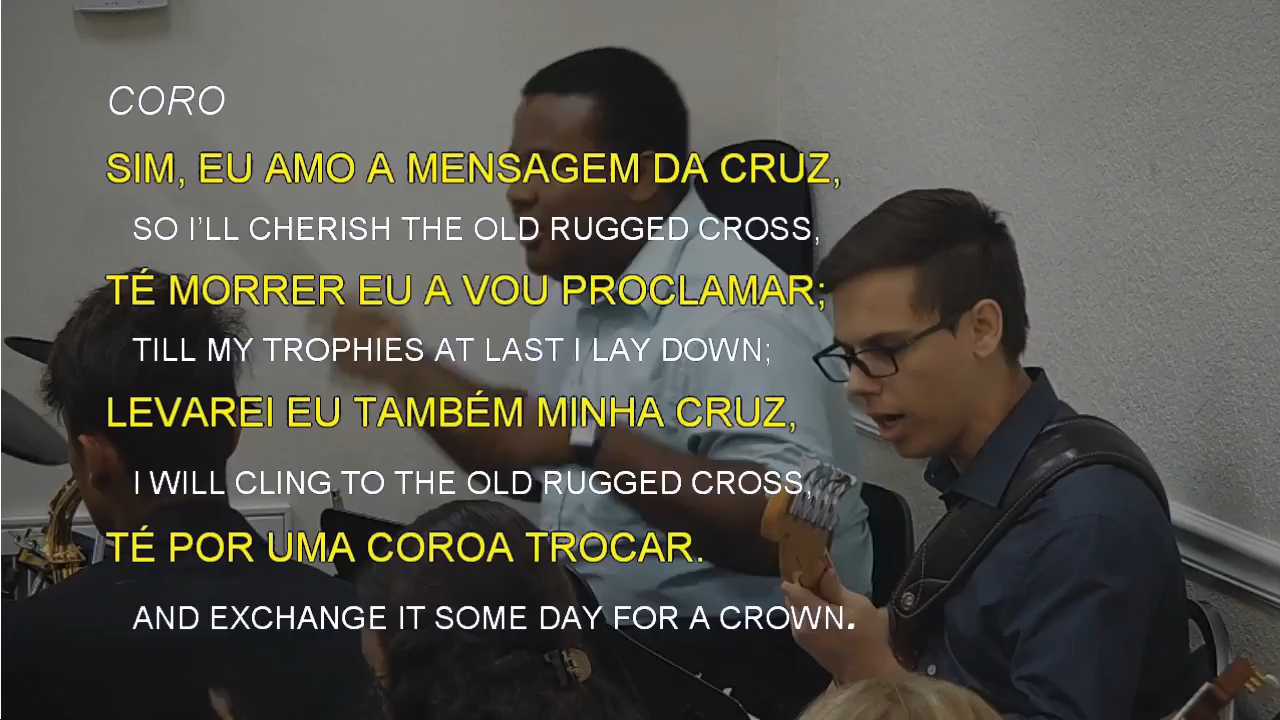 CORO
SIM, EU AMO A MENSAGEM DA CRUZ,
SO I’LL CHERISH THE OLD RUGGED CROSS,
TÉ MORRER EU A VOU PROCLAMAR;
TILL MY TROPHIES AT LAST I LAY DOWN;
LEVAREI EU TAMBÉM MINHA CRUZ,
I WILL CLING TO THE OLD RUGGED CROSS,
TÉ POR UMA COROA TROCAR.
AND EXCHANGE IT SOME DAY FOR A CROWN.